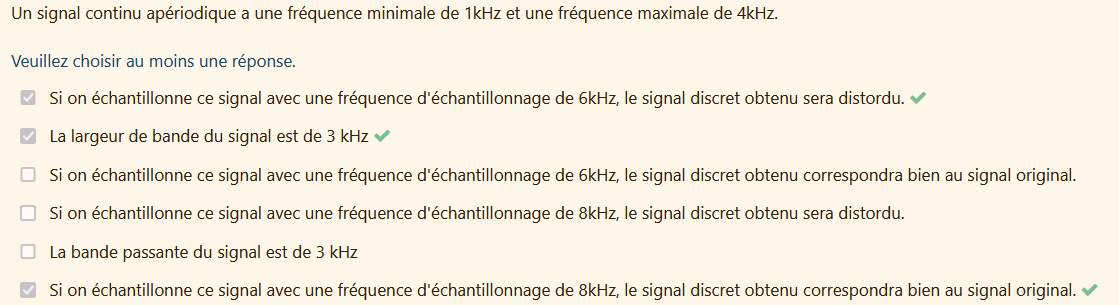 Un signal continu apériodique a une fréquence minimale de 1kHz et une fréquence maximale de 4kHz.
Veuillez choisir au moins une réponse.
Si on échantillonne ce signal avec une fréquence d'échantillonnage de 6kHz, le signal discret obtenu sera distordu.
La largeur de bande du signal est de 3 kHz
Si on échantillonne ce signal avec une fréquence d'échantillonnage de 6kHz, le signal discret obtenu correspondra bien au signal original.
Si on échantillonne ce signal avec une fréquence d'échantillonnage de 8kHz, le signal discret obtenu sera distordu.
La bande passante du signal est de 3 kHz
Si on échantillonne ce signal avec une fréquence d'échantillonnage de 8kHz, le signal discret obtenu correspondra bien au signal original.